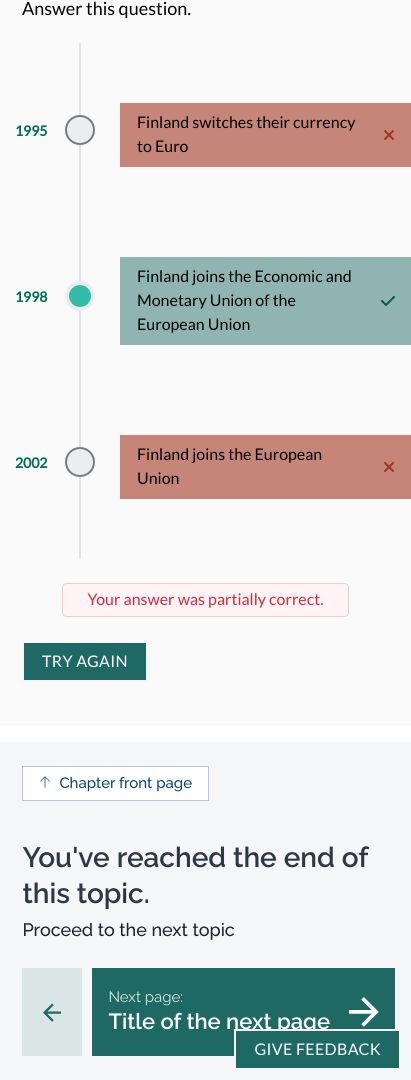 Answer this question.
1995
Finland switches their currency
to Euro
1998
Finland joins the Economic and
Monetary Union of the
European Union
2002
Finland joins the European
Union
Your answer was partially correct.
TRY AGAIN
Chapter front page
You've reached the end of
this topic.
Proceed to the next topic
Next page:
Title of the next page
GIVE FEEDBACK